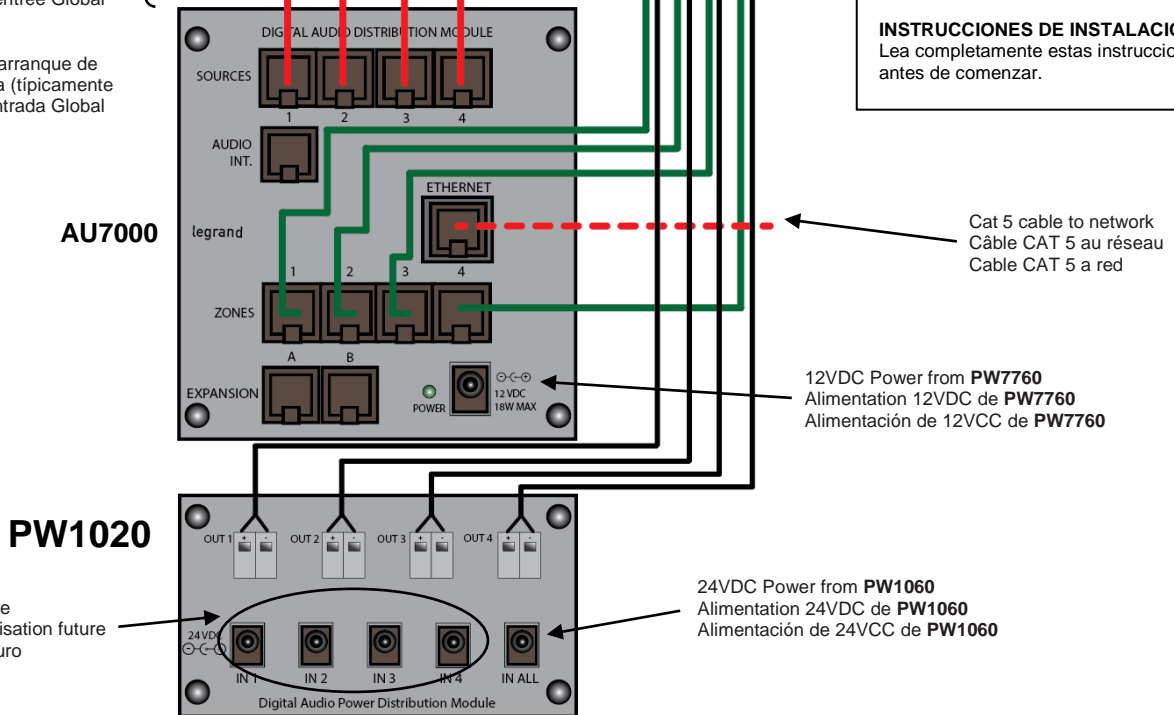 entrée Global
arranque de
a (típicamente
ntrada Global
INSTRUCCIONES DE INSTALACIÓ
Lea completamente estas instruccion
antes de comenzar.
DIGITAL AUDIO DISTRIBUTION MODULE
SOURCES
1 2 3 4
AUDIO
INT.
ETHERNET
AU7000
legrand
Cat 5 cable to network
Câble CAT 5 au réseau
Cable CAT 5 a red
1 2 3 4
ZONES
A B
EXPANSION
POWER
12 VDC
18W MAX
12VDC Power from PW7760
Alimentation 12VDC de PW7760
Alimentación de 12VCC de PW7760
PW1020
OUT 1 + - OUT 2 + - OUT 3 + - OUT 4 + -
24VDC Power from PW1060
Alimentation 24VDC de PW1060
Alimentación de 24VCC de PW1060
e
isation future
uro
24 VDC
IN 1 IN 2 IN 3 IN 4 IN ALL
Digital Audio Power Distribution Module